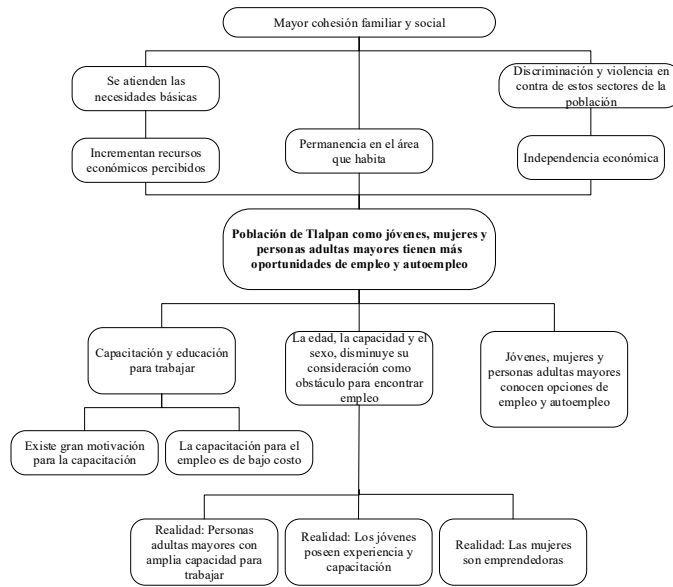 Mayor cohesión familiar y social
Se atienden las
necesidades básicas
Discriminación y violencia en
contra de estos sectores de la
población
Incrementan recursos
económicos percibidos
Permanencia en el área
que habita
Independencia económica
Población de Tlalpan como jóvenes, mujeres y
personas adultas mayores tienen más
oportunidades de empleo y autoempleo
Capacitación y educación
para trabajar
La edad, la capacidad y el
sexo, disminuye su
consideración como
obstáculo para encontrar
empleo
Jóvenes, mujeres y
personas adultas mayores
conocen opciones de
empleo y autoempleo
Existe gran motivación
para la capacitación
La capacitación para el
empleo es de bajo costo
Realidad: Personas
adultas mayores con
amplia capacidad para
trabajar
Realidad: Los jóvenes
poseen experiencia y
capacitación
Realidad: Las mujeres
son emprendedoras